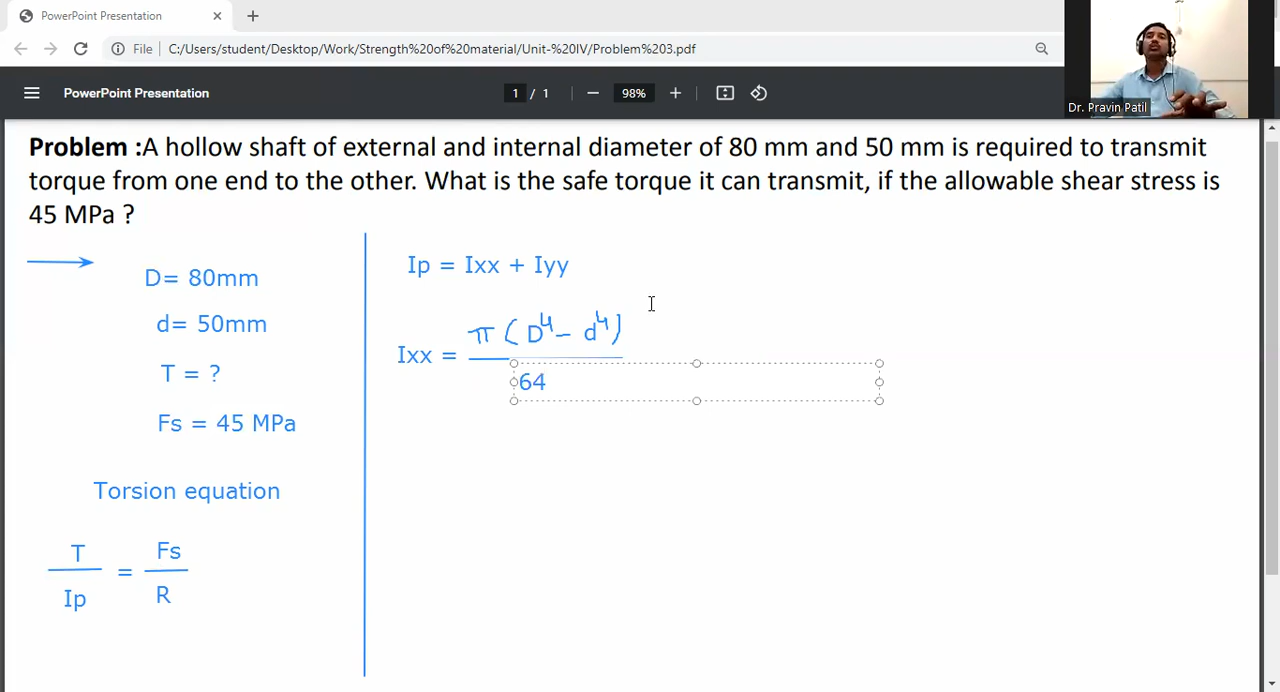 PowerPoint Presentation
File
C:/Users/student/Desktop/Work/Strength%20of%20material/Unit-%20IV/Problem%203.pdf
Dr. Pravin Patil
PowerPoint Presentation
1 / 1
98%
Problem :A hollow shaft of external and internal diameter of 80 mm and 50 mm is required to transmit
torque from one end to the other. What is the safe torque it can transmit, if the allowable shear stress is
45 MPa ?
D= 80mm
d= 50mm
T = ?
Fs = 45 MPa
Torsion equation
T / Ip = Fs / R
Ip = Ixx + Iyy
Ixx = π (D⁴ - d⁴)
64